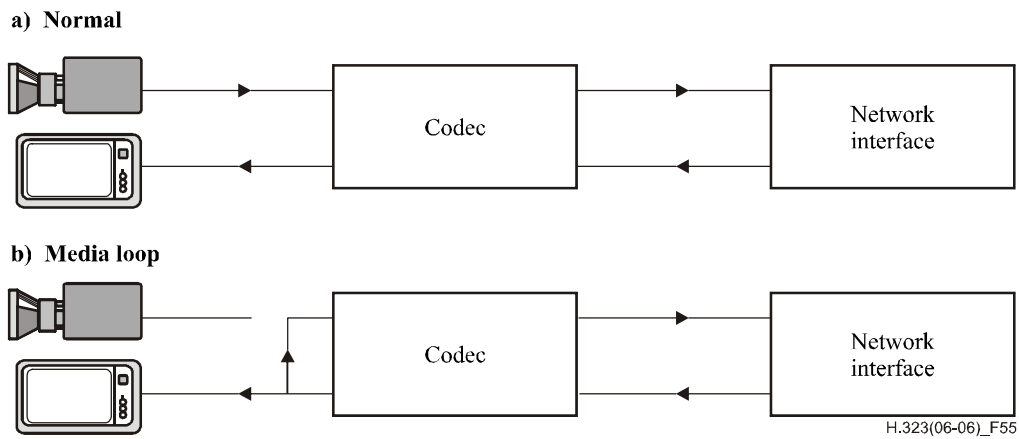 a) Normal
Codec
Network
interface
b) Media loop
Codec
Network
interface
H.323(06-06)_F55